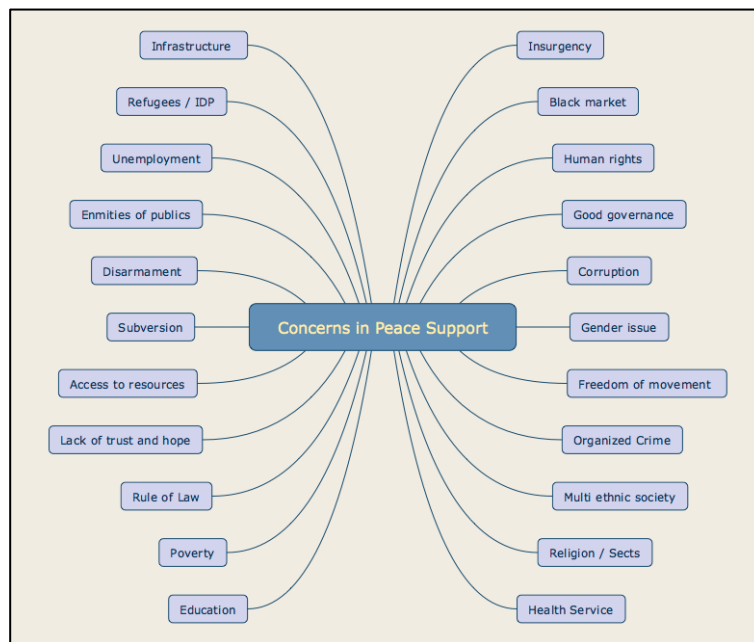 Infrastructure
Refugees / IDP
Unemployment
Enmities of publics
Disarmament
Subversion
Access to resources
Lack of trust and hope
Rule of Law
Poverty
Education
Concerns in Peace Support
Insurgency
Black market
Human rights
Good governance
Corruption
Gender issue
Freedom of movement
Organized Crime
Multi ethnic society
Religion / Sects
Health Service